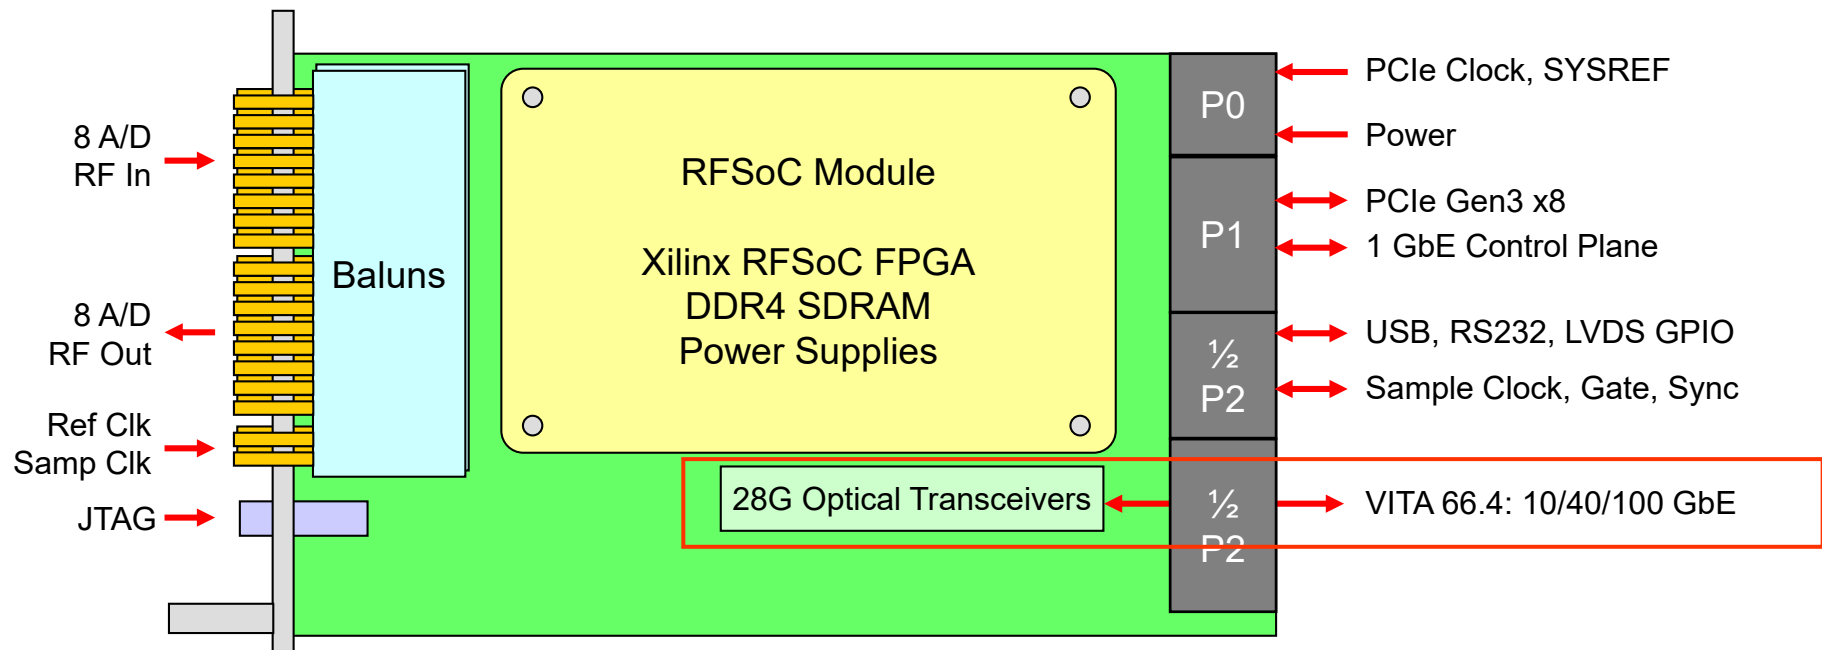 8 A/D
RF In
8 A/D
RF Out
Ref Clk
Samp Clk
JTAG
Baluns
RFSoC Module
Xilinx RFSoC FPGA
DDR4 SDRAM
Power Supplies
28G Optical Transceivers
P0
P1
½
P2
½
P2
PCIe Clock, SYSREF
Power
PCIe Gen3 x8
1 GbE Control Plane
USB, RS232, LVDS GPIO
Sample Clock, Gate, Sync
VITA 66.4: 10/40/100 GbE